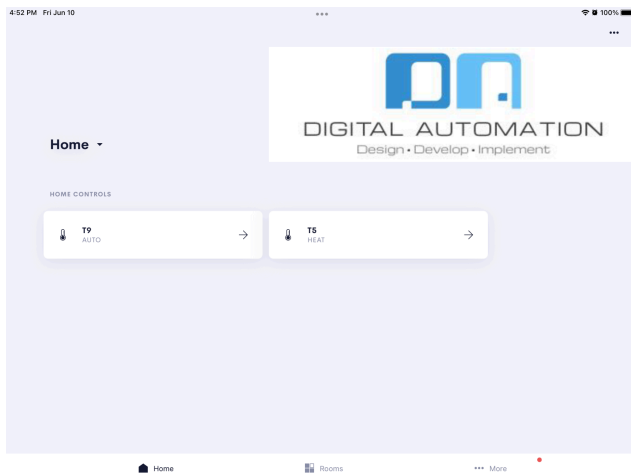 4:52 PM Fri Jun 10
100%
DIGITAL AUTOMATION
Design • Develop • Implement
Home
HOME CONTROLS
T9
AUTO
T5
HEAT
Home
Rooms
More